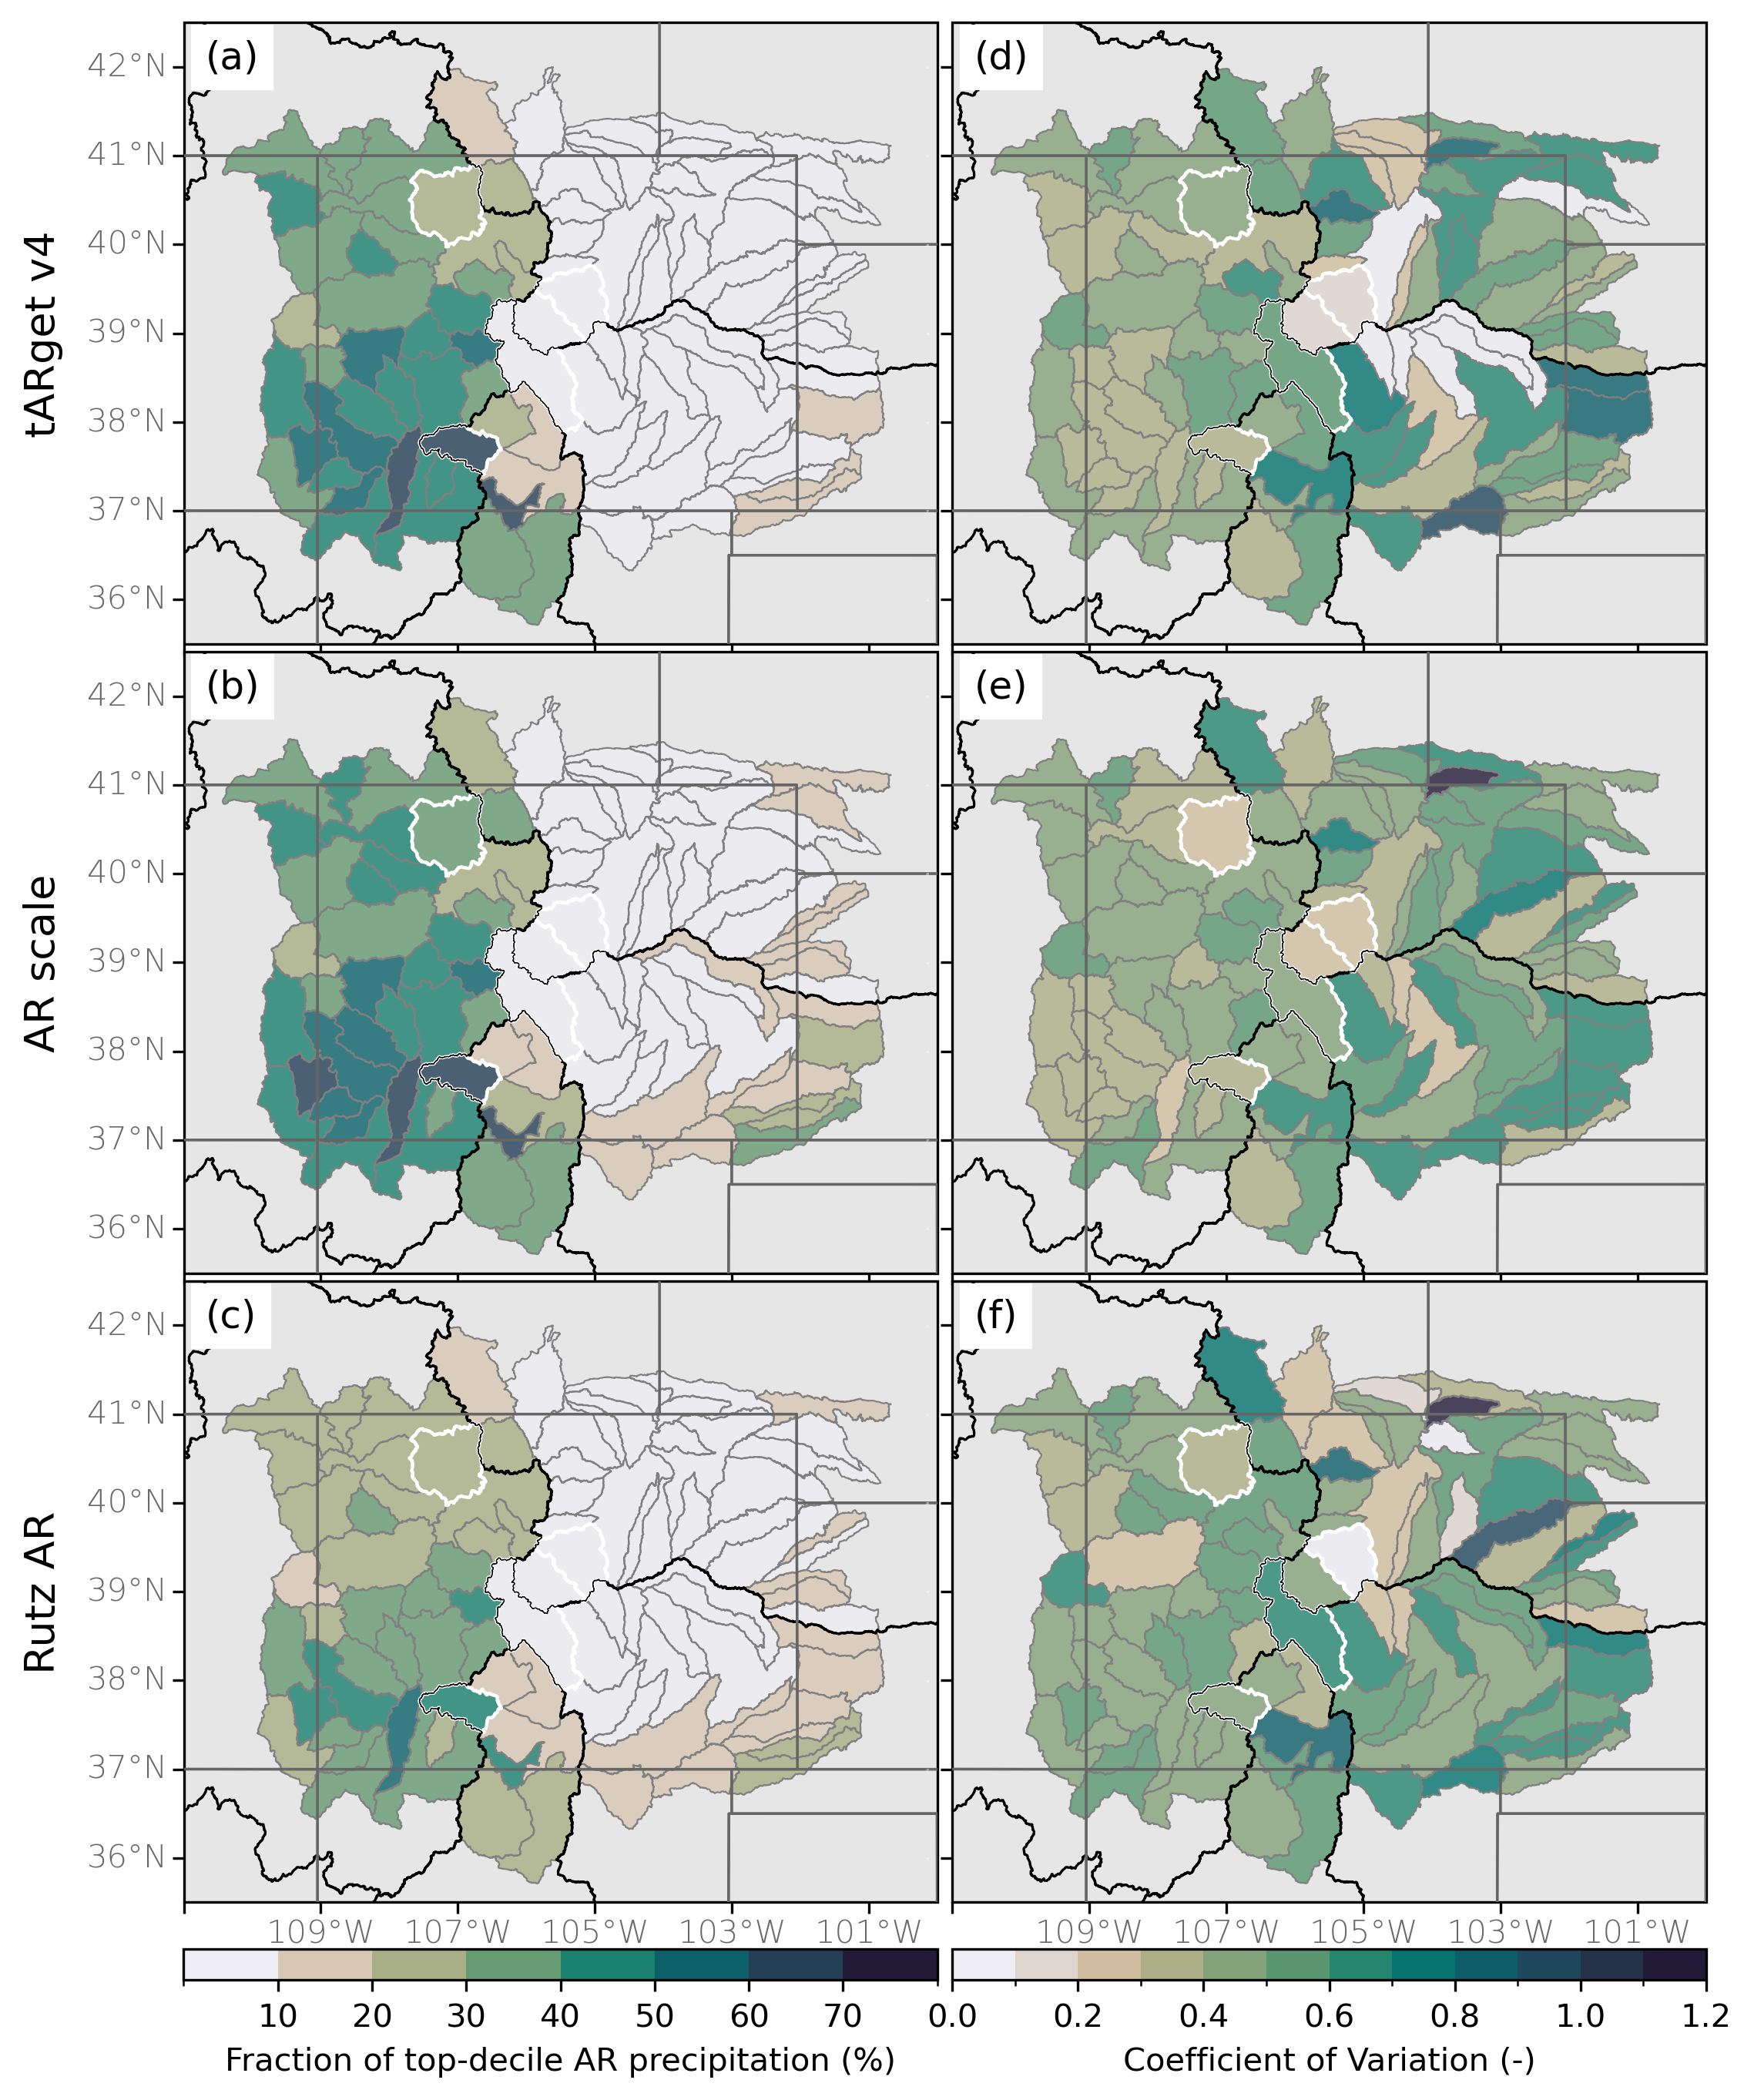 (a)
(d)
42°N
41°N
40°N
39°N
38°N
37°N
36°N
tARget v4
(b)
(e)
42°N
41°N
40°N
39°N
38°N
37°N
36°N
AR scale
(c)
(f)
42°N
41°N
40°N
39°N
38°N
37°N
36°N
Rutz AR
109°W 107°W 105°W 103°W 101°W
109°W 107°W 105°W 103°W 101°W
10 20 30 40 50 60 70 0
0.0 0.2 0.4 0.6 0.8 1.0 1.2
Fraction of top-decile AR precipitation (%)
Coefficient of Variation (-)